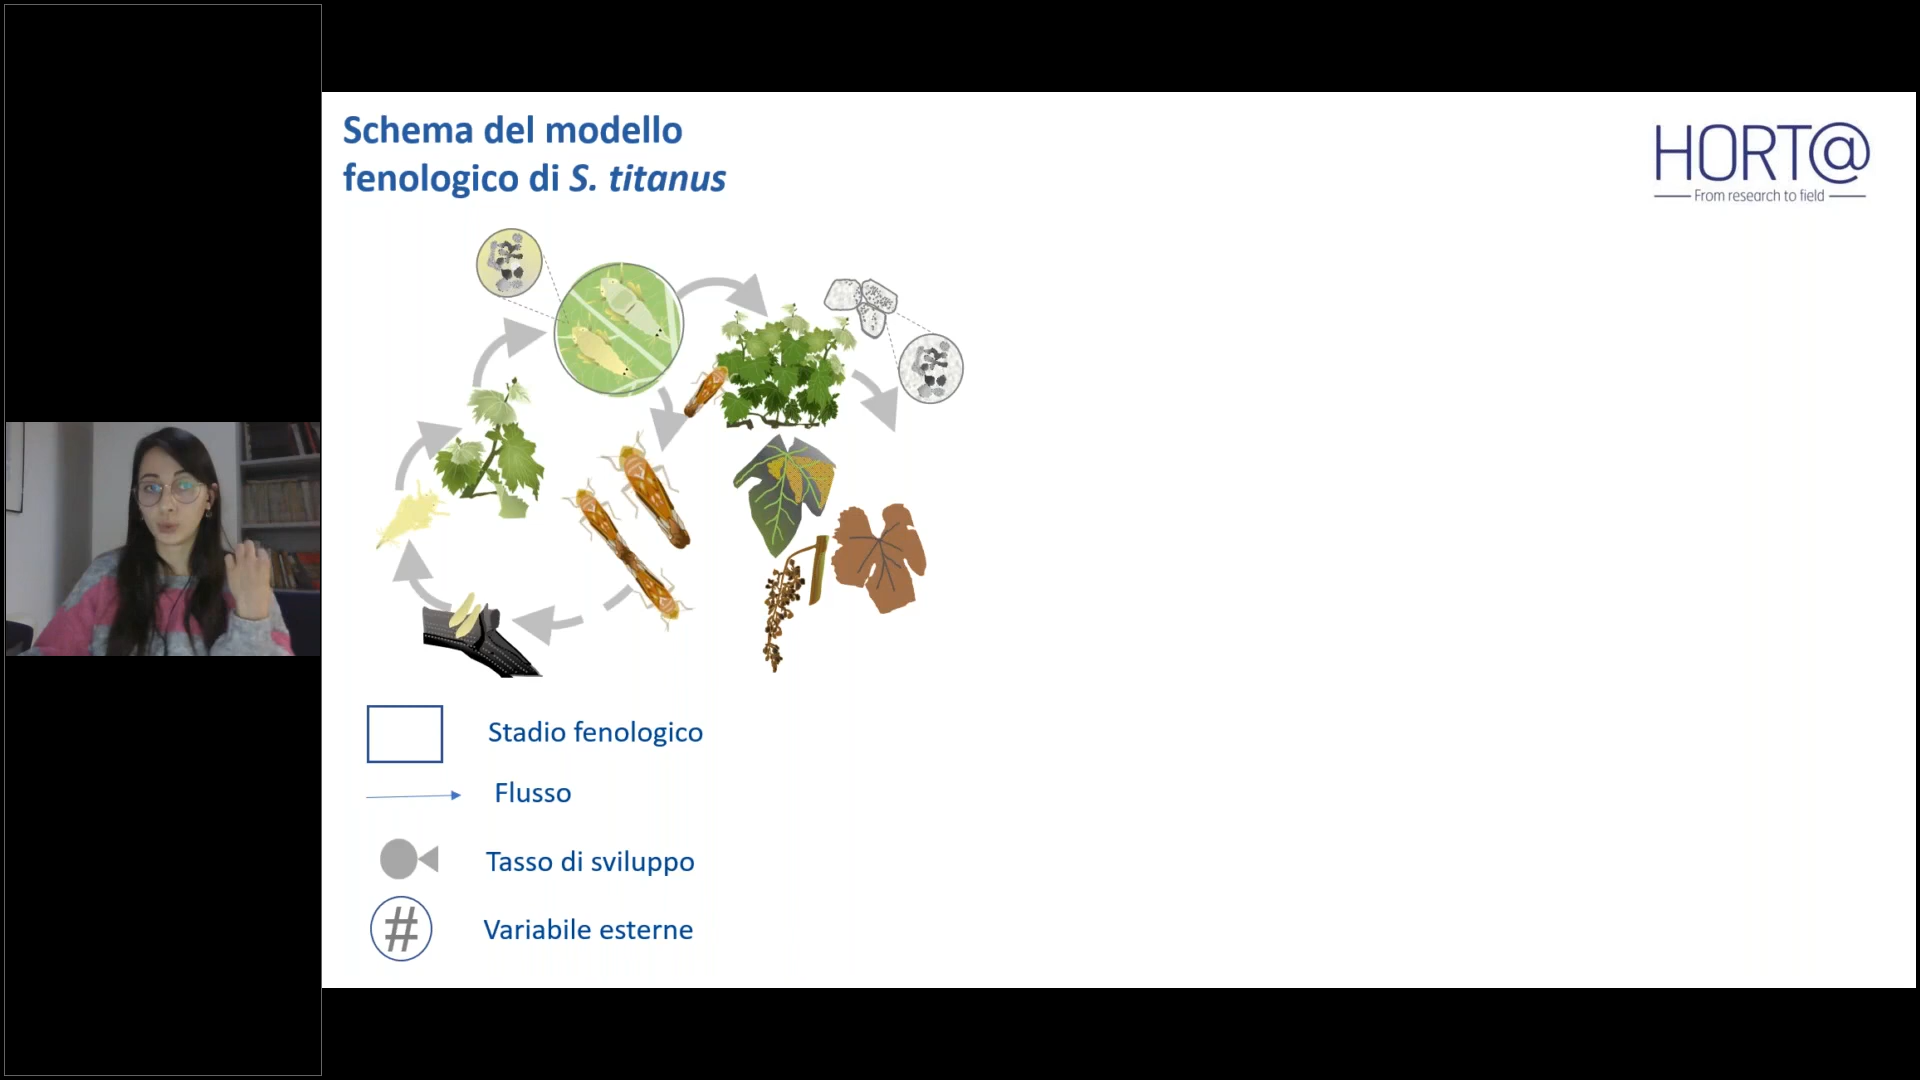 Schema del modello
fenologico di S. titanus
HORT@
From research to field
Stadio fenologico
Flusso
Tasso di sviluppo
#
Variabile esterne